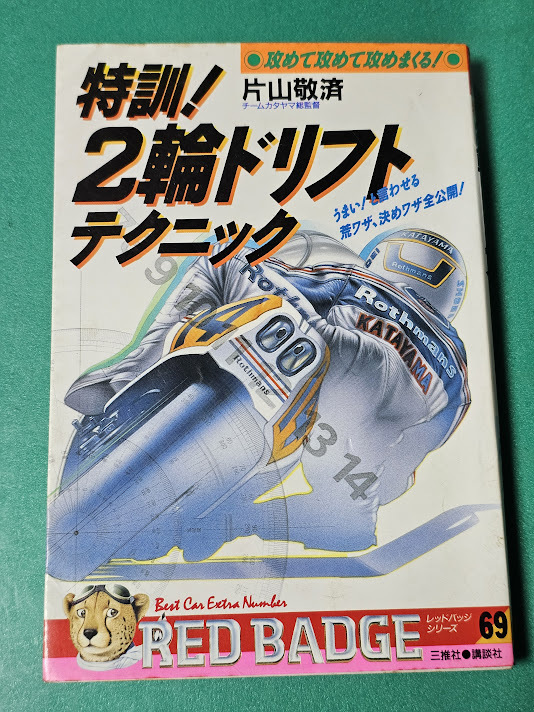 ●攻めて攻めて攻めまくる!●
特訓!
片山敬済
チームカタヤマ総監督
2輪ドリフト
テクニック
うまい!と言わせる
荒ワザ、決めワザ全公開!
KATAYAMA
Rothmans
Rothmans
KATAYAMA
00
Rothmans
9
13 14
Best Car Extra Number
RED BADGE
レッドバッジ
シリーズ
69
三推社●講談社